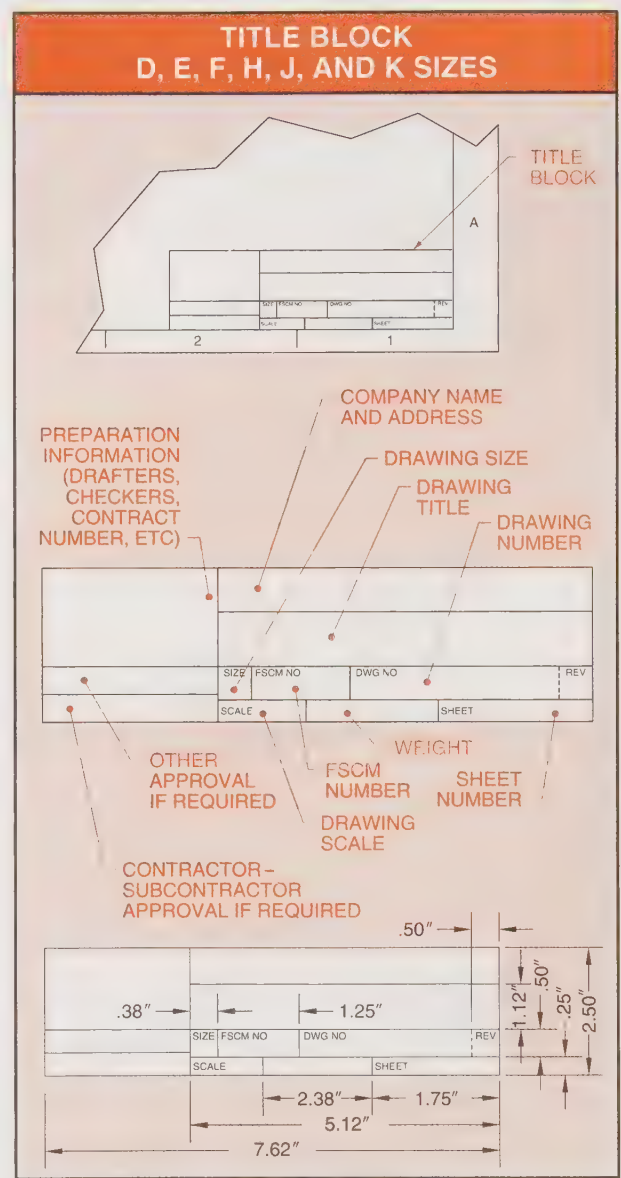 TITLE BLOCK
D, E, F, H, J, AND K SIZES
TITLE
BLOCK
A
SIZE FSCM NO DWG NO REV
SCALE SHEET
2 1
COMPANY NAME
AND ADDRESS
PREPARATION
INFORMATION
(DRAFTERS,
CHECKERS,
CONTRACT
NUMBER, ETC)
DRAWING SIZE
DRAWING
TITLE
DRAWING
NUMBER
SIZE FSCM NO DWG NO REV
SCALE SHEET
OTHER
APPROVAL
IF REQUIRED
WEIGHT
FSCM
NUMBER
SHEET
NUMBER
DRAWING
SCALE
CONTRACTOR–
SUBCONTRACTOR
APPROVAL IF REQUIRED
.50"
.38" 1.25"
1.12"
.50"
.25"
2.50"
SIZE FSCM NO DWG NO REV
SCALE SHEET
2.38" 1.75"
5.12"
7.62"